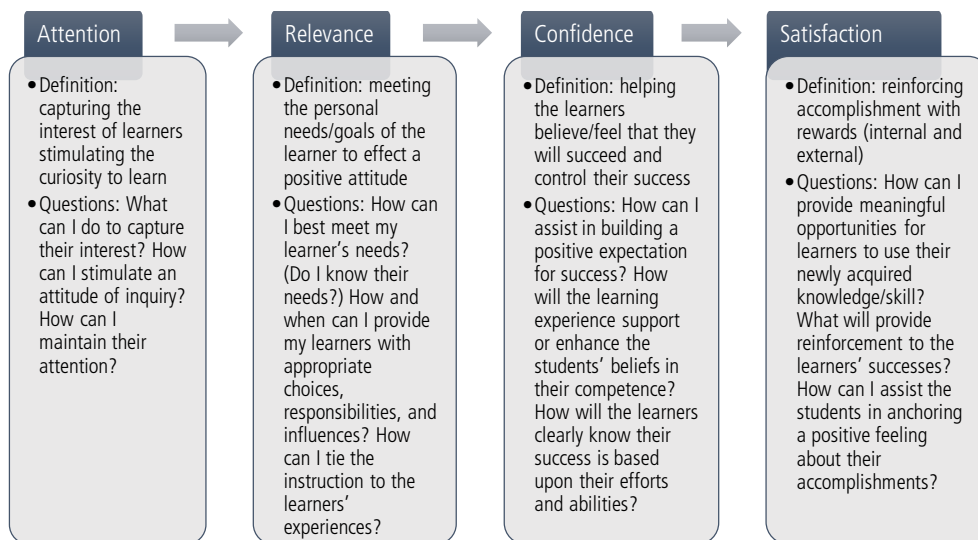 Attention
• Definition:
capturing the
interest of learners
stimulating the
curiosity to learn
• Questions: What
can I do to capture
their interest? How
can I stimulate an
attitude of inquiry?
How can I
maintain their
attention?
Relevance
• Definition: meeting
the personal
needs/goals of the
learner to effect a
positive attitude
• Questions: How can
I best meet my
learner's needs?
(Do I know their
needs?) How and
when can I provide
my learners with
appropriate
choices,
responsibilities, and
influences? How
can I tie the
instruction to the
learners'
experiences?
Confidence
• Definition: helping
the learners
believe/feel that they
will succeed and
control their success
• Questions: How can I
assist in building a
positive expectation
for success? How
will the learning
experience support
or enhance the
students' beliefs in
their competence?
How will the learners
clearly know their
success is based
upon their efforts
and abilities?
Satisfaction
• Definition: reinforcing
accomplishment with
rewards (internal and
external)
• Questions: How can I
provide meaningful
opportunities for
learners to use their
newly acquired
knowledge/skill?
What will provide
reinforcement to the
learners' successes?
How can I assist the
students in anchoring
a positive feeling
about their
accomplishments?